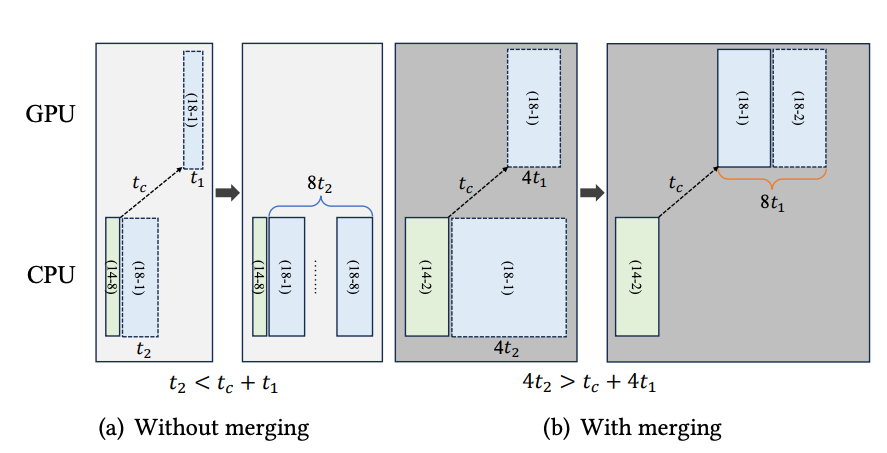 GPU
CPU
(18-1)
t_c
t_1
(14-8)
(18-1)
t_2
8t_2
(14-8)
(18-1)
........
(18-8)
t_2 < t_c + t_1
(a) Without merging
(18-1)
t_c
4t_1
(14-2)
(18-1)
4t_2
(18-1)
(18-2)
t_c
8t_1
(14-2)
4t_2 > t_c + 4t_1
(b) With merging